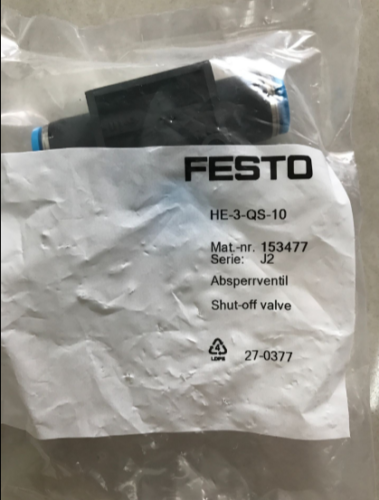 FESTO
HE-3-QS-10
Mat.-nr. 153477
Serie: J2
Absperrventil
Shut-off valve
4
LDPE
27-0377